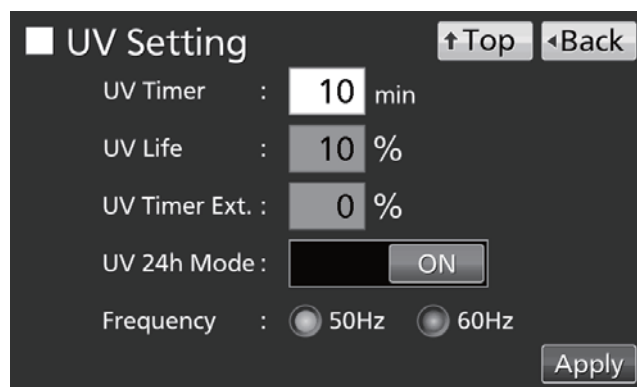 UV Setting ↑Top ◂Back
UV Timer : 10 min
UV Life : 10 %
UV Timer Ext. : 0 %
UV 24h Mode : ON
Frequency : 50Hz 60Hz
Apply